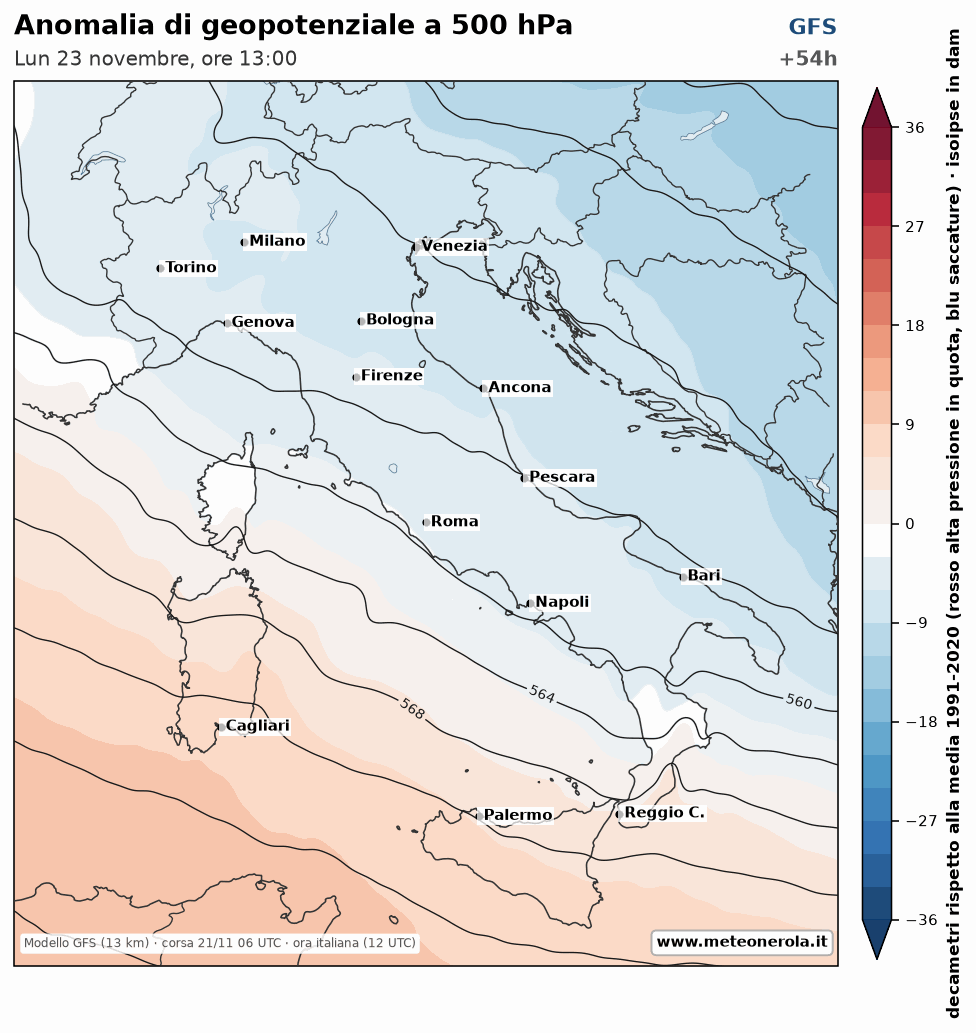 Anomalia di geopotenziale a 500 hPa
GFS
Lun 23 novembre, ore 13:00
+54h
Milano
Venezia
Torino
Genova
Bologna
Firenze
Ancona
Pescara
Roma
Bari
Napoli
564
560
568
Cagliari
Palermo
Reggio C.
Modello GFS (13 km) · corsa 21/11 06 UTC · ora italiana (12 UTC)
www.meteonerola.it
36
27
18
9
0
−9
−18
−27
−36
decametri rispetto alla media 1991-2020 (rosso alta pressione in quota, blu saccature) · isoipse in dam